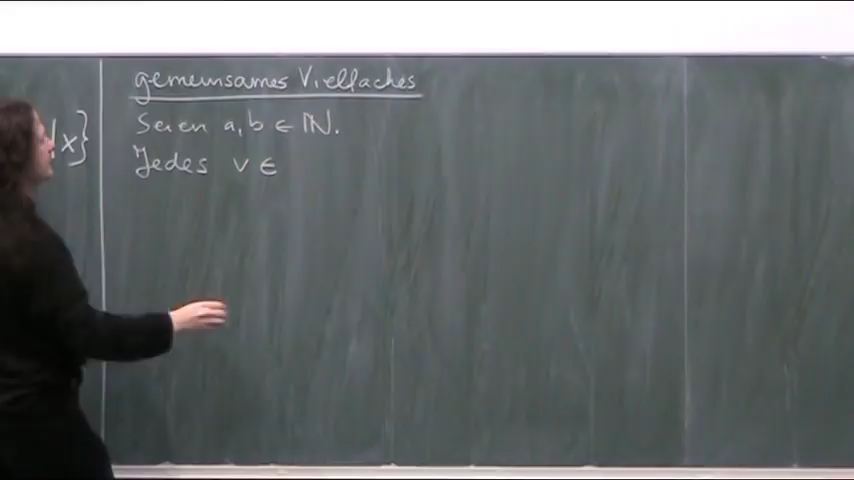 | x }
gemeinsames Vielfaches
Seien a, b ∈ ℕ.
Jedes v ∈